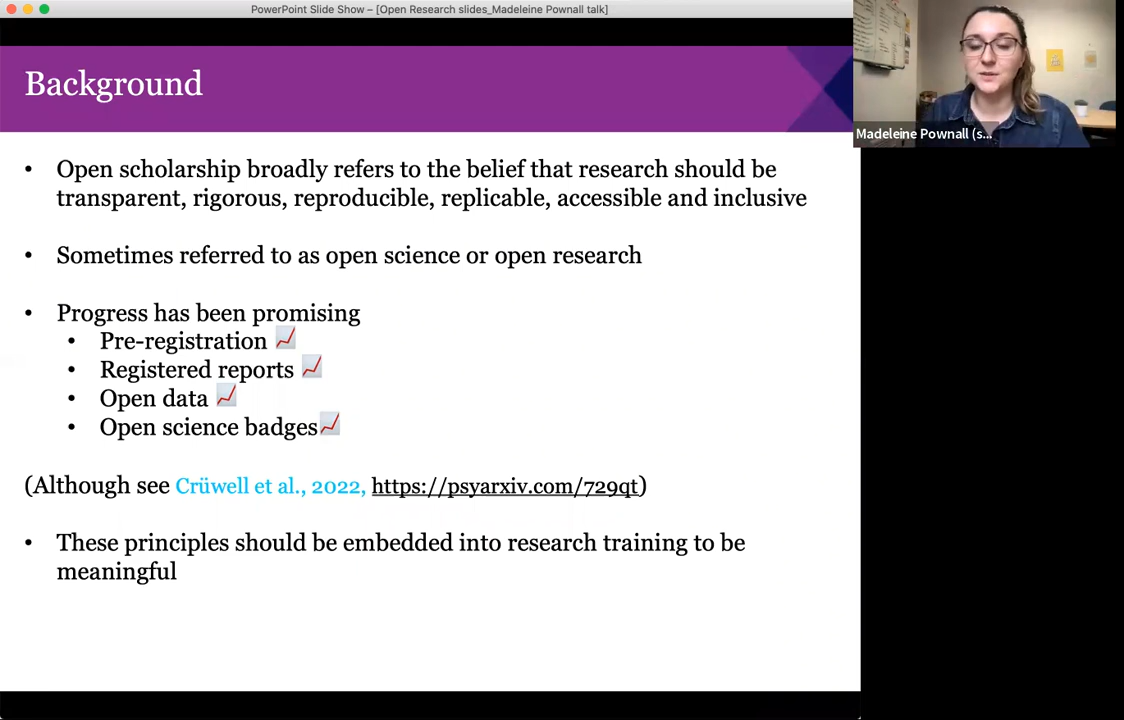 PowerPoint Slide Show – [Open Research slides_Madeleine Pownall talk]
Background
• Open scholarship broadly refers to the belief that research should be
transparent, rigorous, reproducible, replicable, accessible and inclusive
• Sometimes referred to as open science or open research
• Progress has been promising
• Pre-registration
• Registered reports
• Open data
• Open science badges
(Although see Crüwell et al., 2022, https://psyarxiv.com/729qt)
• These principles should be embedded into research training to be
meaningful
Madeleine Pownall (s...